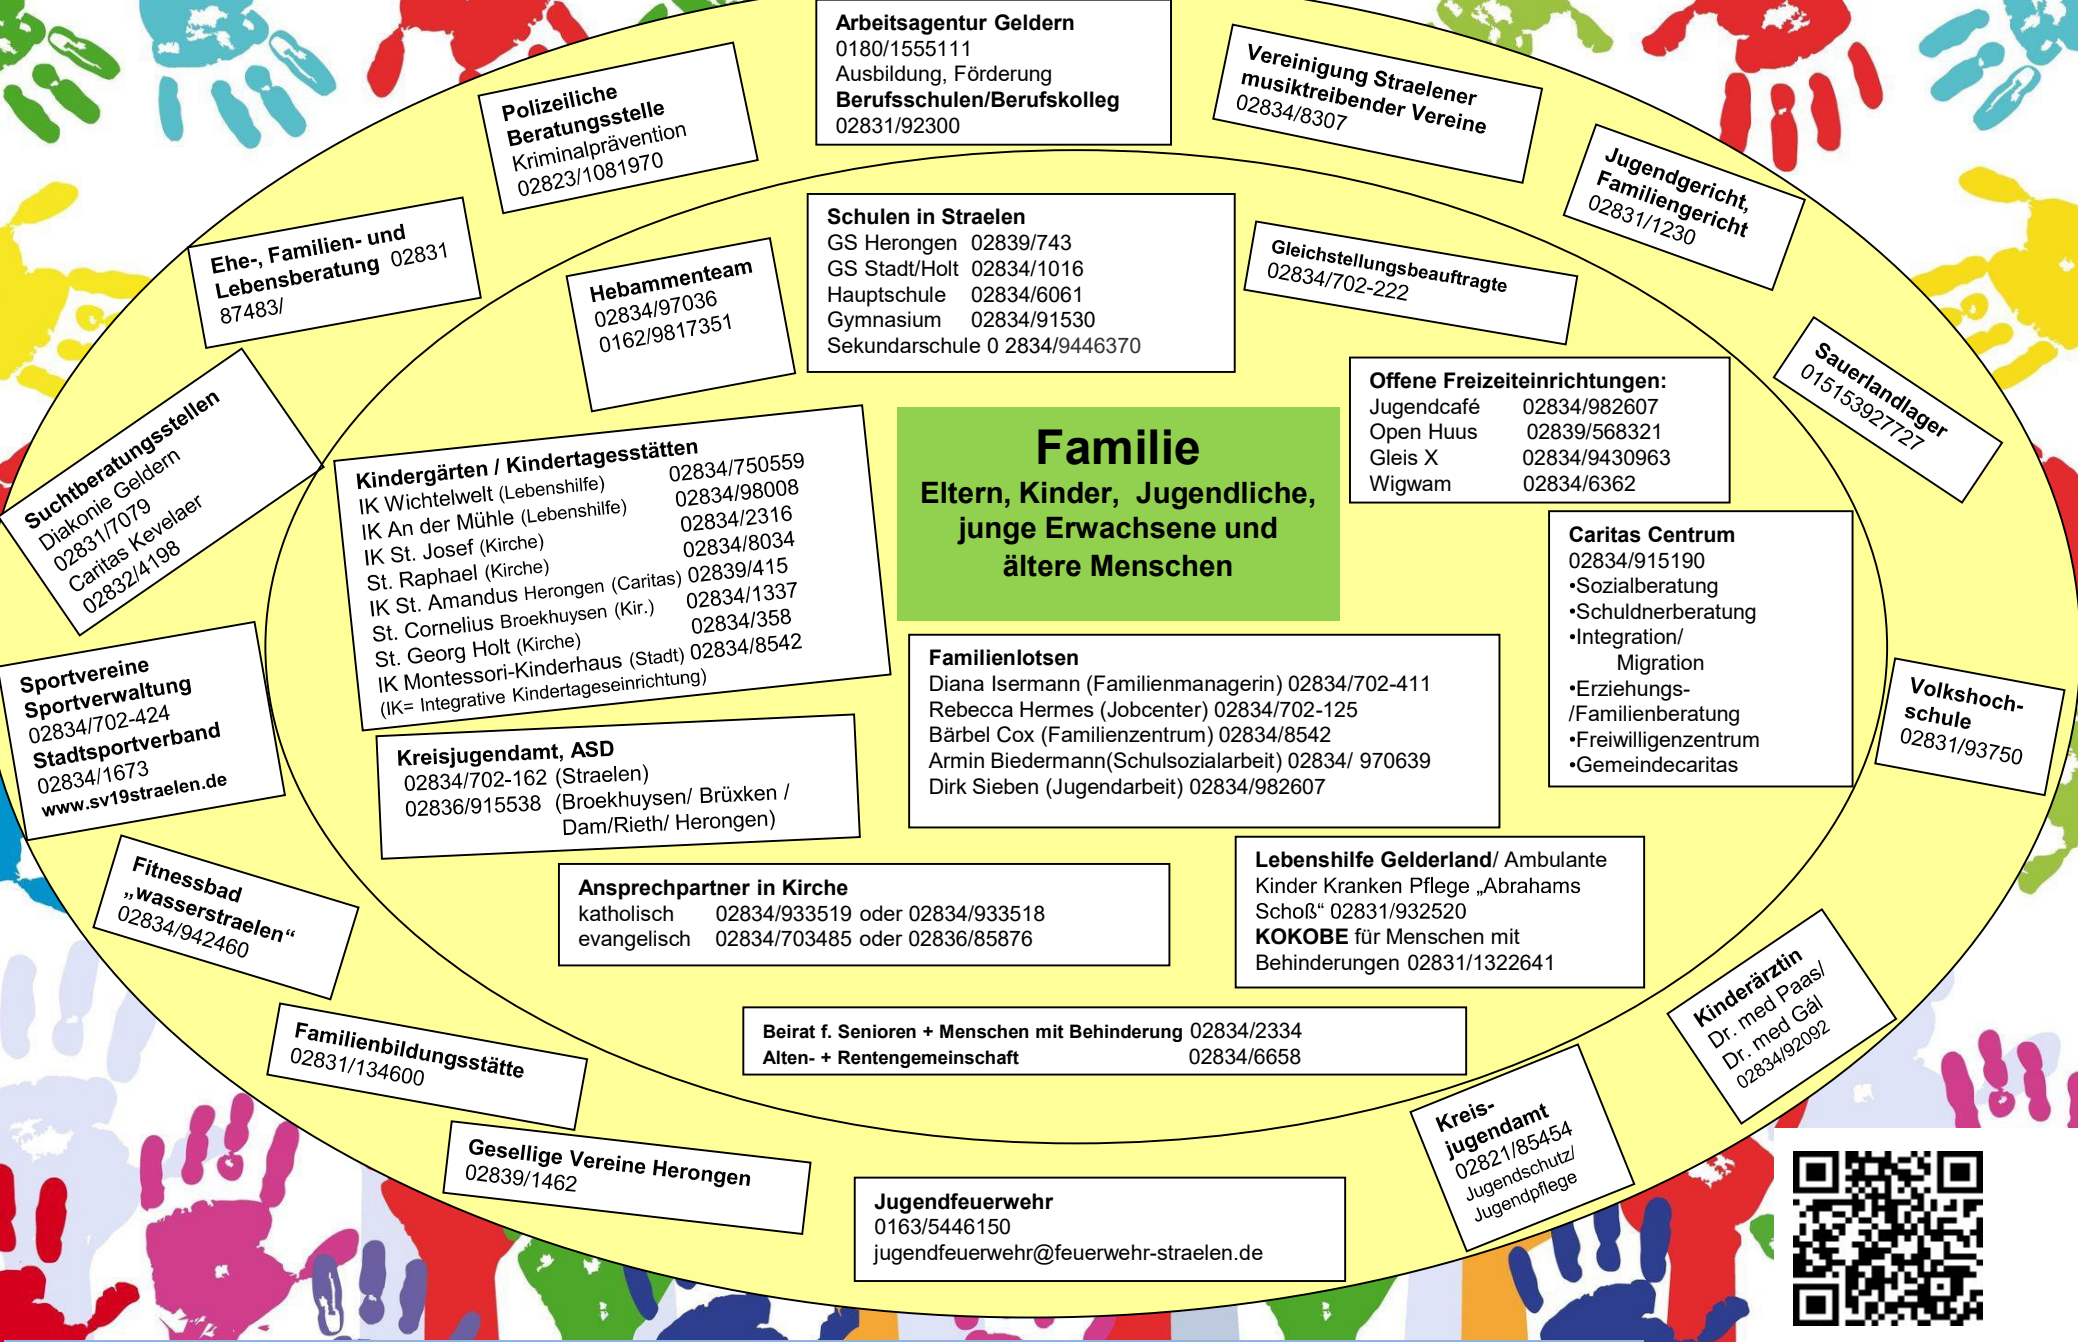 Arbeitsagentur Geldern
0180/1555111
Ausbildung, Förderung
Berufsschulen/Berufskolleg
02831/92300
Polizeiliche
Beratungsstelle
Kriminalprävention
02823/1081970
Vereinigung Straelener
musiktreibender Vereine
02834/8307
Jugendgericht,
Familiengericht
02831/1230
Ehe-, Familien- und
Lebensberatung 02831
87483/
Hebammenteam
02834/97036
0162/9817351
Schulen in Straelen
GS Herongen 02839/743
GS Stadt/Holt 02834/1016
Hauptschule 02834/6061
Gymnasium 02834/91530
Sekundarschule 0 2834/9446370
Gleichstellungsbeauftragte
02834/702-222
Sauerlandlager
015153927727
Offene Freizeiteinrichtungen:
Jugendcafé 02834/982607
Open Huus 02839/568321
Gleis X 02834/9430963
Wigwam 02834/6362
Suchtberatungsstellen
Diakonie Geldern
02831/7079
Caritas Kevelaer
02832/4198
Kindergärten / Kindertagesstätten
IK Wichtelwelt (Lebenshilfe) 02834/750559
IK An der Mühle (Lebenshilfe) 02834/98008
IK St. Josef (Kirche) 02834/2316
St. Raphael (Kirche) 02834/8034
IK St. Amandus Herongen (Caritas) 02839/415
St. Cornelius Broekhuysen (Kir.) 02834/1337
St. Georg Holt (Kirche) 02834/358
IK Montessori-Kinderhaus (Stadt) 02834/8542
(IK= Integrative Kindertageseinrichtung)
Familie
Eltern, Kinder, Jugendliche,
junge Erwachsene und
ältere Menschen
Caritas Centrum
02834/915190
•Sozialberatung
•Schuldnerberatung
•Integration/
Migration
•Erziehungs-
/Familienberatung
•Freiwilligenzentrum
•Gemeindecaritas
Sportvereine
Sportverwaltung
02834/702-424
Stadtsportverband
02834/1673
www.sv19straelen.de
Kreisjugendamt, ASD
02834/702-162 (Straelen)
02836/915538 (Broekhuysen/ Brüxken /
Dam/Rieth/ Herongen)
Familienlotsen
Diana Isermann (Familienmanagerin) 02834/702-411
Rebecca Hermes (Jobcenter) 02834/702-125
Bärbel Cox (Familienzentrum) 02834/8542
Armin Biedermann(Schulsozialarbeit) 02834/ 970639
Dirk Sieben (Jugendarbeit) 02834/982607
Volkshoch-
schule
02831/93750
Fitnessbad
„wasserstraelen“
02834/942460
Ansprechpartner in Kirche
katholisch 02834/933519 oder 02834/933518
evangelisch 02834/703485 oder 02836/85876
Lebenshilfe Gelderland/ Ambulante
Kinder Kranken Pflege „Abrahams
Schoß“ 02831/932520
KOKOBE für Menschen mit
Behinderungen 02831/1322641
Kinderärztin
Dr. med Paas/
Dr. med Gál
02834/92092
Familienbildungsstätte
02831/134600
Beirat f. Senioren + Menschen mit Behinderung 02834/2334
Alten- + Rentengemeinschaft 02834/6658
Kreis-
jugendamt
02821/85454
Jugendschutz/
Jugendpflege
Gesellige Vereine Herongen
02839/1462
Jugendfeuerwehr
0163/5446150
jugendfeuerwehr@feuerwehr-straelen.de